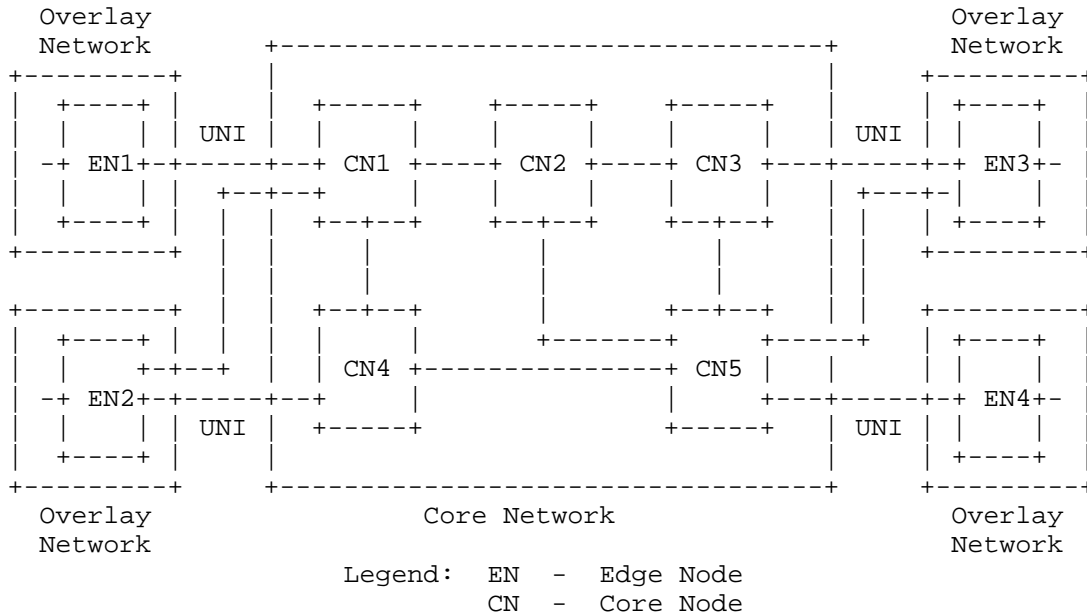 Overlay Overlay
Network Network
UNI UNI
EN1 CN1 CN2 CN3 EN3
CN4 CN5
EN2 EN4
UNI UNI
Overlay Core Network Overlay
Network Network
Legend: EN - Edge Node
CN - Core Node